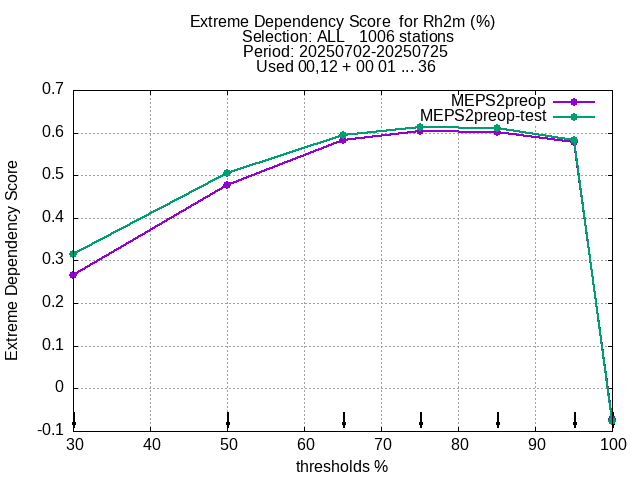 Extreme Dependency Score  for Rh2m (%)
Selection: ALL   1006 stations
Period: 20250702-20250725
Used 00,12 + 00 01 ... 36
MEPS2preop
MEPS2preop-test
Extreme Dependency Score
0.7
0.6
0.5
0.4
0.3
0.2
0.1
0
-0.1
30 40 50 60 70 80 90 100
thresholds %